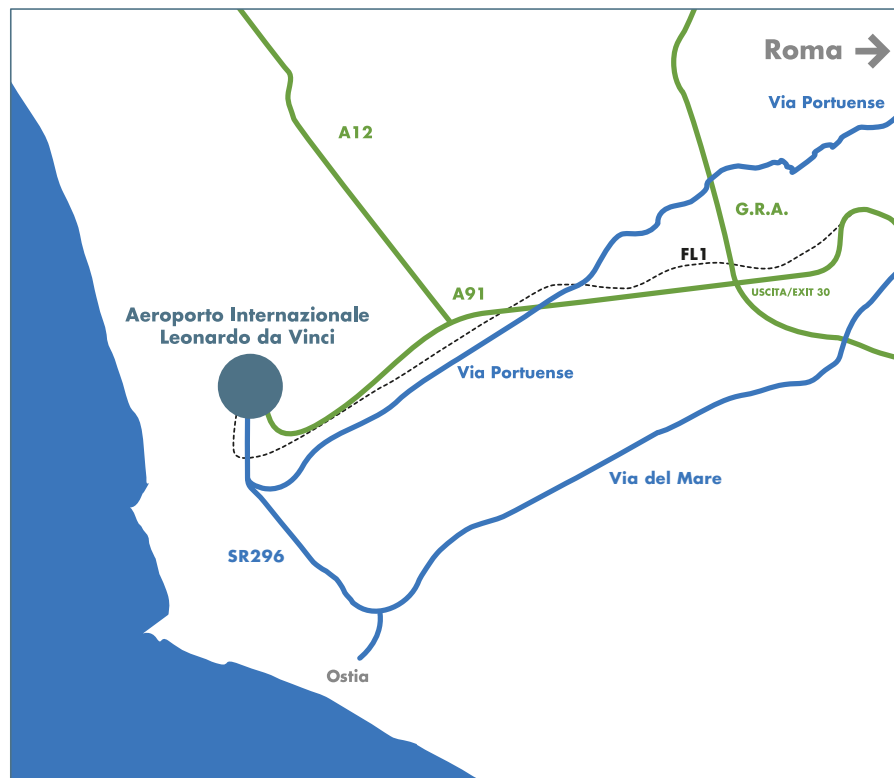 Roma
Via Portuense
A12
G.R.A.
FL1
A91
USCITA/EXIT 30
Aeroporto Internazionale
Leonardo da Vinci
Via Portuense
Via del Mare
SR296
Ostia